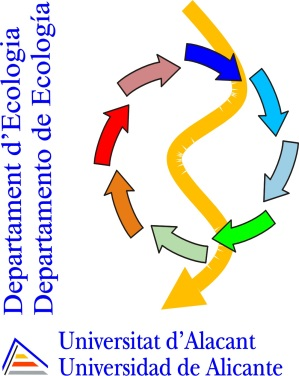 Departament d'Ecologia
Departamento de Ecología
Universitat d'Alacant
Universidad de Alicante